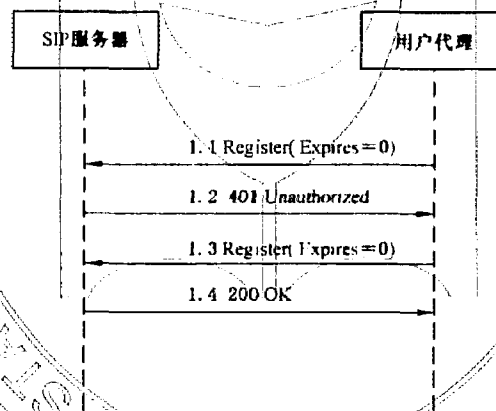 SIP服务器
用户代理
1. 1 Register( Expires=0)
1. 2 401 Unauthorized
1. 3 Register( Expires=0)
1. 4 200 OK